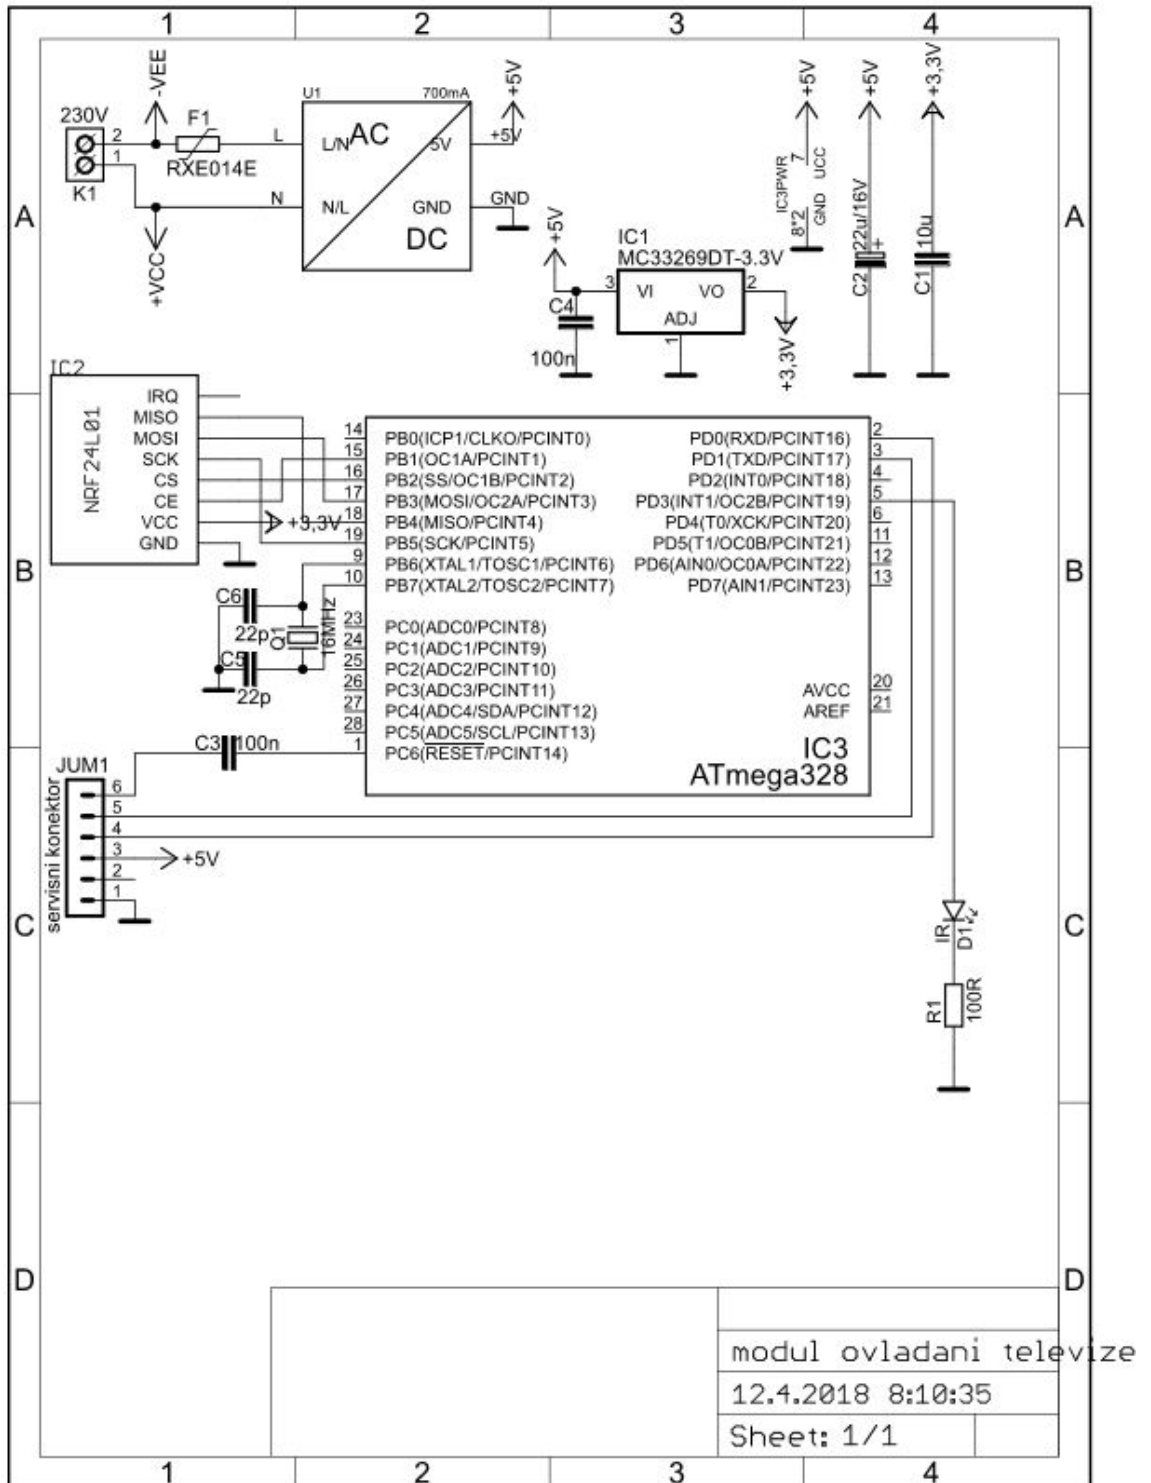 1 2 3 4
A A
B B
C C
D D
1 2 3 4
230V
2
1
K1
-VEE
+VCC
F1
RXE014E
L
N
U1 700mA
L/N AC 5V
N/L GND
DC
+5V
+5V
GND
+5V
C4
100n
IC1
MC33269DT-3.3V
3 VI VO 2
ADJ
1
+3,3V
+5V
IC3PWR
7 UCC
8*2 GND
+5V
C2 22u/16V
+
+3,3V
C1 10u
IC2
NRF24L01
IRQ
MISO
MOSI
SCK
CS
CE
VCC
GND
+3,3V
14 PB0(ICP1/CLKO/PCINT0)
15 PB1(OC1A/PCINT1)
16 PB2(SS/OC1B/PCINT2)
17 PB3(MOSI/OC2A/PCINT3)
18 PB4(MISO/PCINT4)
19 PB5(SCK/PCINT5)
9 PB6(XTAL1/TOSC1/PCINT6)
10 PB7(XTAL2/TOSC2/PCINT7)
23 PC0(ADC0/PCINT8)
24 PC1(ADC1/PCINT9)
25 PC2(ADC2/PCINT10)
26 PC3(ADC3/PCINT11)
27 PC4(ADC4/SDA/PCINT12)
28 PC5(ADC5/SCL/PCINT13)
1 PC6(RESET/PCINT14)
PD0(RXD/PCINT16) 2
PD1(TXD/PCINT17) 3
PD2(INT0/PCINT18) 4
PD3(INT1/OC2B/PCINT19) 5
PD4(T0/XCK/PCINT20) 6
PD5(T1/OC0B/PCINT21) 11
PD6(AIN0/OC0A/PCINT22) 12
PD7(AIN1/PCINT23) 13
AVCC 20
AREF 21
IC3
ATmega328
C6
22p
C5
22p
Q1
16MHz
C3 100n
JUM1
servisni konektor
6
5
4
3
2
1
+5V
IR
D1
R1
100R
modul ovladani televize
12.4.2018 8:10:35
Sheet: 1/1